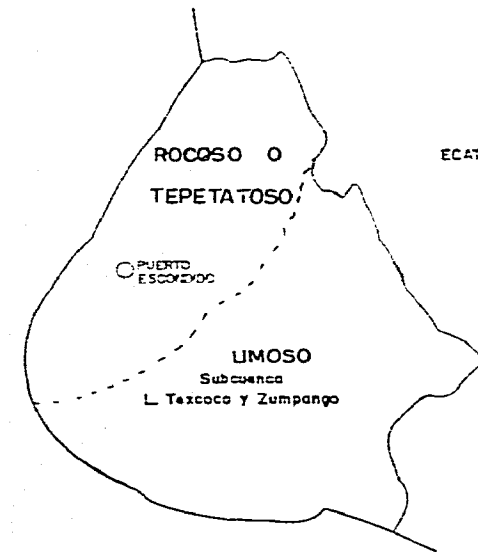 ROCOSO O
ECAT
TEPETATOSO
PUERTO
ESCONDIDO
LIMOSO
Subcuenca
L. Texcoco y Zumpango